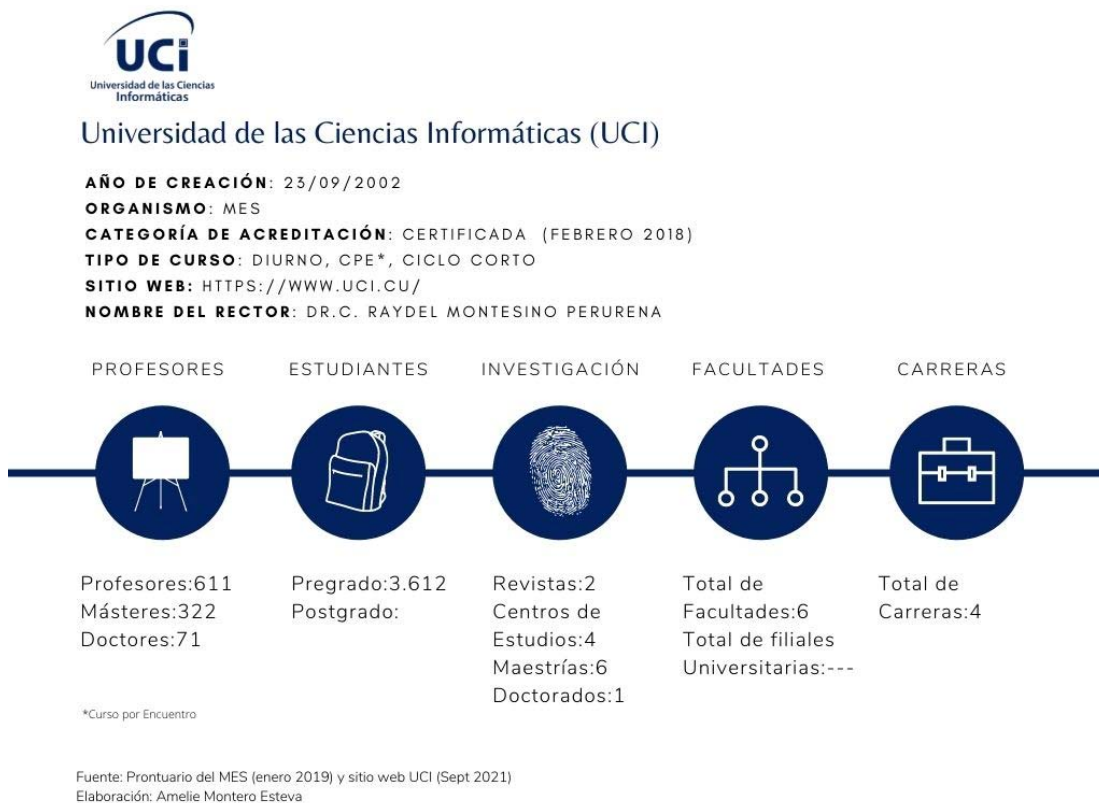 UCi
Universidad de las Ciencias
Informáticas
Universidad de las Ciencias Informáticas (UCI)
AÑO DE CREACIÓN: 23/09/2002
ORGANISMO: MES
CATEGORÍA DE ACREDITACIÓN: CERTIFICADA (FEBRERO 2018)
TIPO DE CURSO: DIURNO, CPE*, CICLO CORTO
SITIO WEB: HTTPS://WWW.UCI.CU/
NOMBRE DEL RECTOR: DR.C. RAYDEL MONTESINO PERURENA
PROFESORES
ESTUDIANTES
INVESTIGACIÓN
FACULTADES
CARRERAS
Profesores:611
Másteres:322
Doctores:71
Pregrado:3.612
Postgrado:
Revistas:2
Centros de
Estudios:4
Maestrías:6
Doctorados:1
Total de
Facultades:6
Total de filiales
Universitarias:---
Total de
Carreras:4
*Curso por Encuentro
Fuente: Prontuario del MES (enero 2019) y sitio web UCI (Sept 2021)
Elaboración: Amelie Montero Esteva